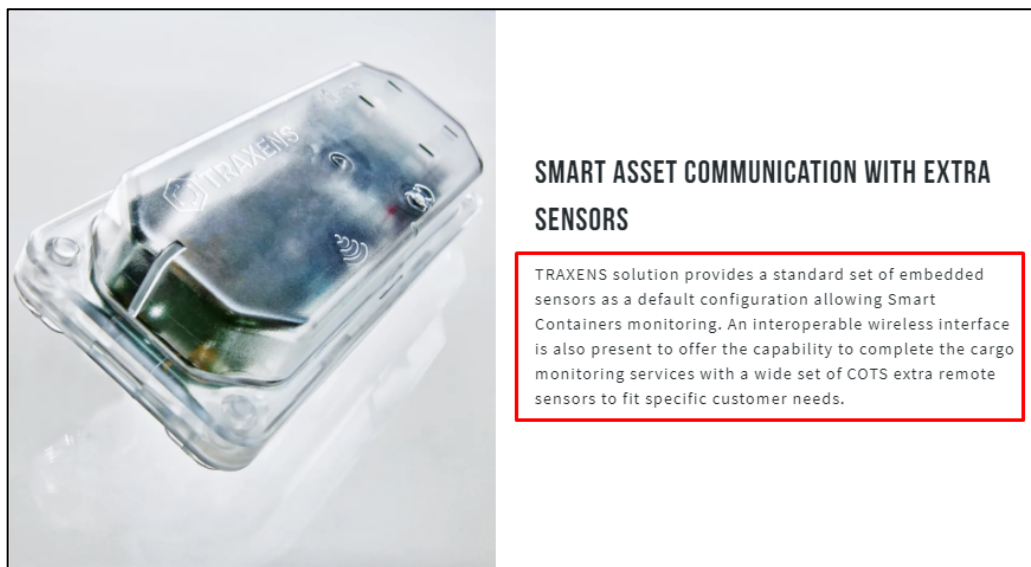 TRAXENS
SMART ASSET COMMUNICATION WITH EXTRA
SENSORS
TRAXENS solution provides a standard set of embedded
sensors as a default configuration allowing Smart
Containers monitoring. An interoperable wireless interface
is also present to offer the capability to complete the cargo
monitoring services with a wide set of COTS extra remote
sensors to fit specific customer needs.